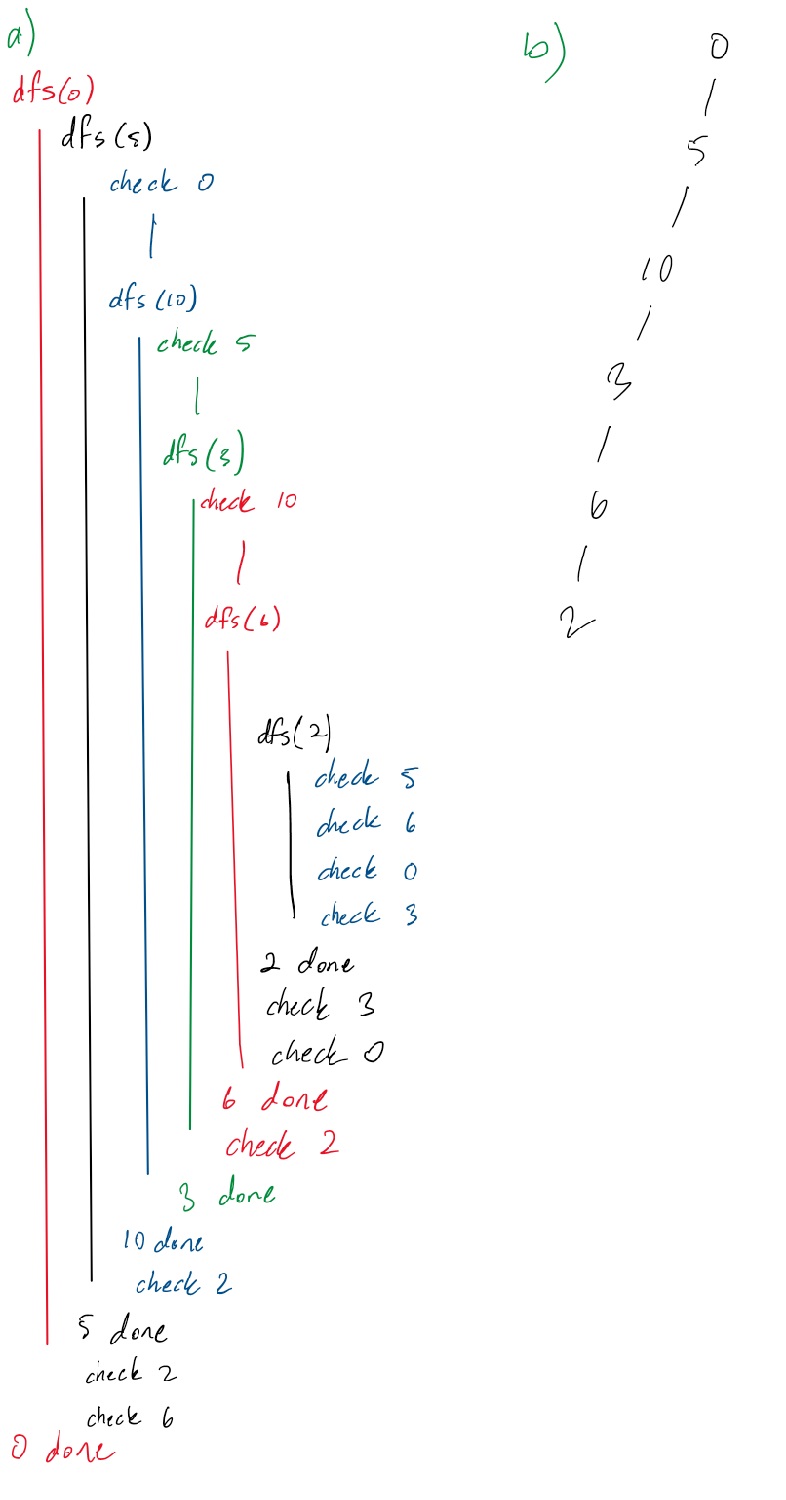 a)
dfs(0)
dfs(5)
check 0
dfs(10)
check 5
dfs(3)
check 10
dfs(6)
dfs(2)
check 5
check 6
check 0
check 3
2 done
check 3
check 0
6 done
check 2
3 done
10 done
check 2
5 done
check 2
check 6
0 done
b)
0
5
10
3
6
2